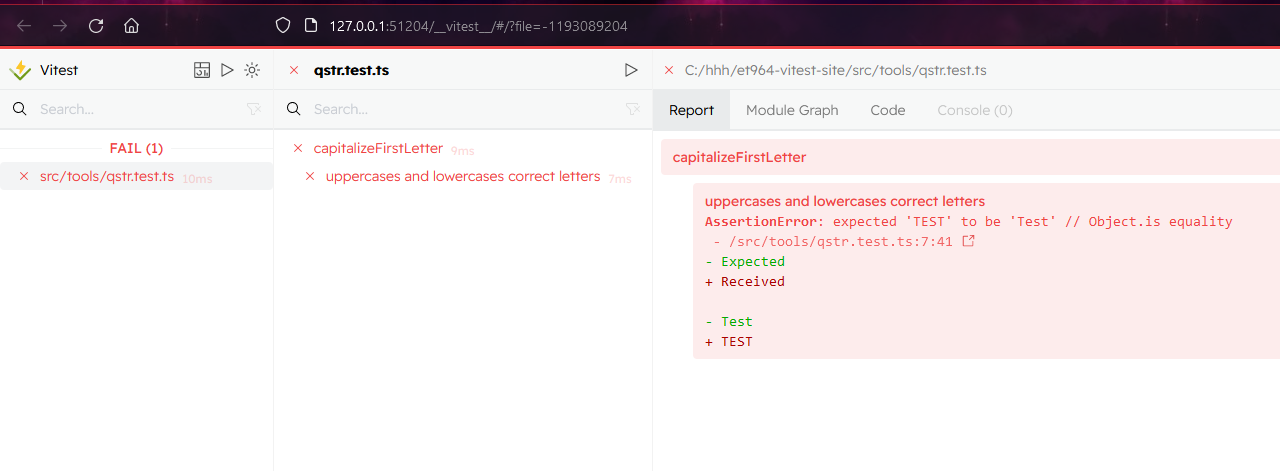 127.0.0.1:51204/__vitest__/#/?file=-1193089204
Vitest
qstr.test.ts
C:/hhh/et964-vitest-site/src/tools/qstr.test.ts
Search...
Search...
Report
Module Graph
Code
Console (0)
FAIL (1)
src/tools/qstr.test.ts 10ms
capitalizeFirstLetter 9ms
uppercases and lowercases correct letters 7ms
capitalizeFirstLetter
uppercases and lowercases correct letters
AssertionError: expected 'TEST' to be 'Test' // Object.is equality
- /src/tools/qstr.test.ts:7:41
- Expected
+ Received
- Test
+ TEST